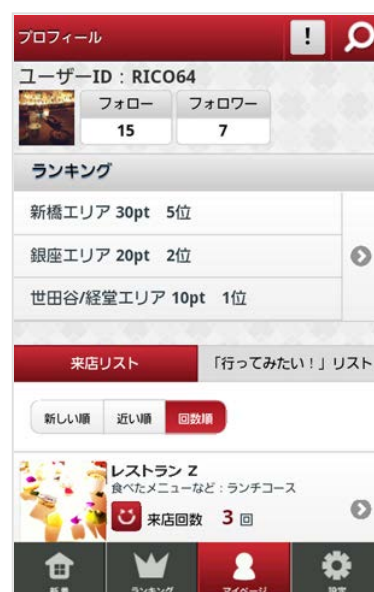 プロフィール
!
ユーザーID：RICO64
フォロー フォロワー
15 7
ランキング
新橋エリア 30pt 5位
銀座エリア 20pt 2位
世田谷/経堂エリア 10pt 1位
来店リスト 「行ってみたい！」リスト
新しい順 近い順 回数順
レストラン Z
食べたメニューなど：ランチコース
来店回数 3 回
新着 ランキング マイページ 設定